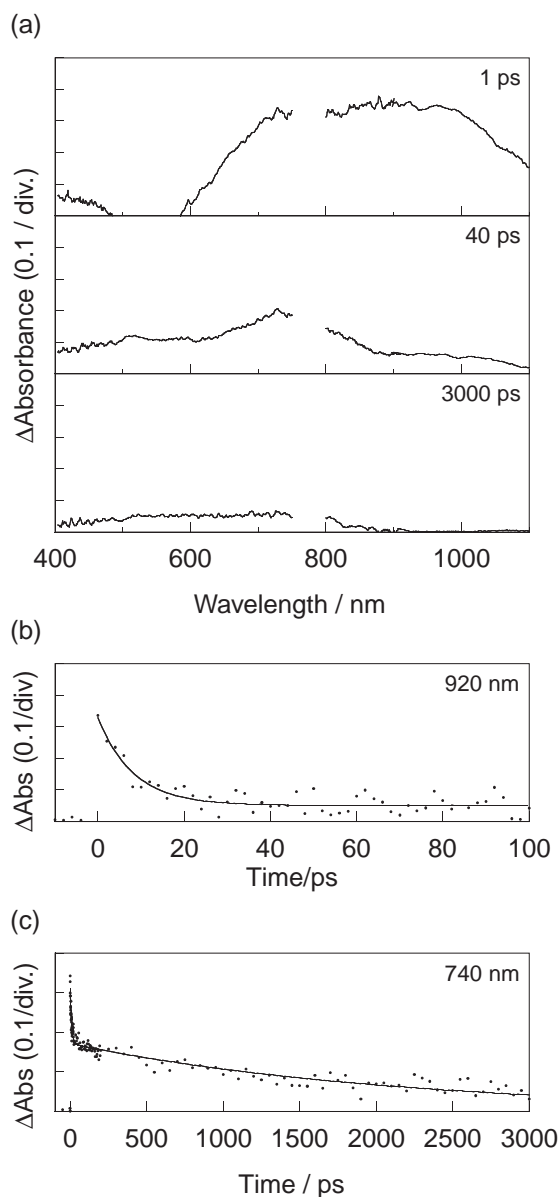 (a)
1 ps
40 ps
3000 ps
ΔAbsorbance (0.1 / div.)
400 600 800 1000
Wavelength / nm
(b)
920 nm
ΔAbs (0.1/div)
0 20 40 60 80 100
Time/ps
(c)
740 nm
ΔAbs (0.1/div.)
0 500 1000 1500 2000 2500 3000
Time / ps